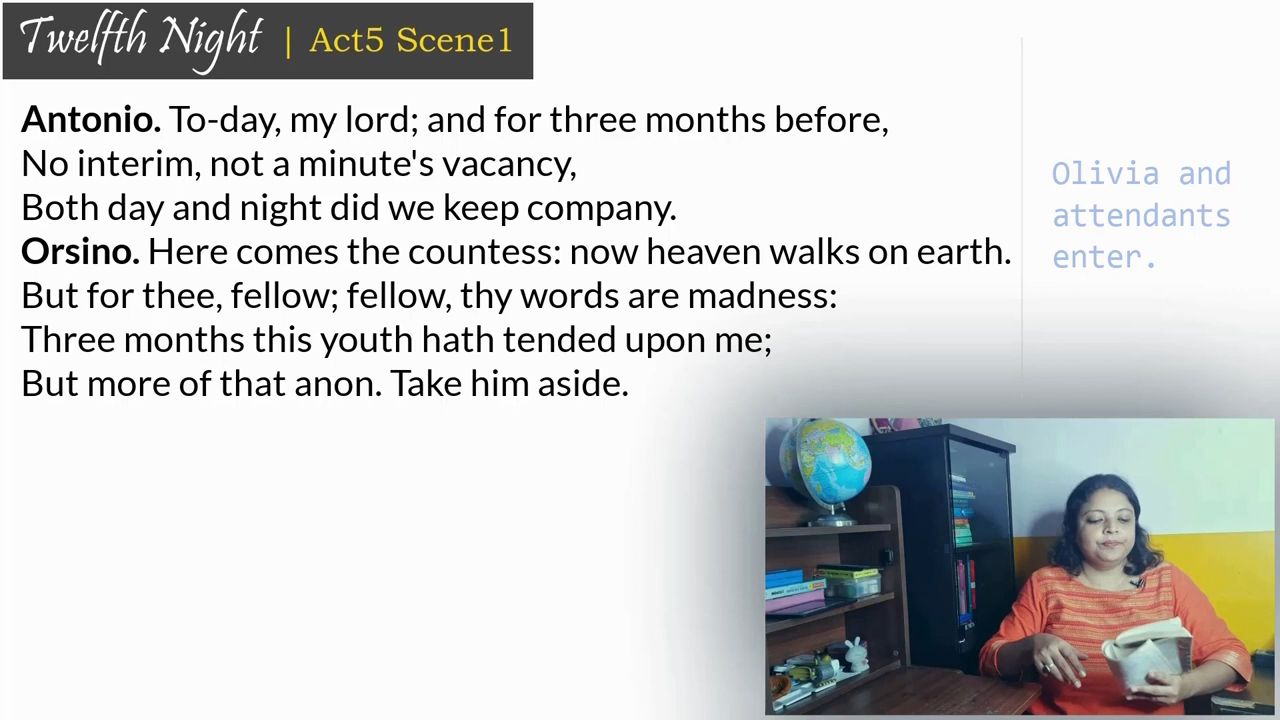 Twelfth Night | Act5 Scene1
Antonio. To-day, my lord; and for three months before,
No interim, not a minute's vacancy,
Both day and night did we keep company.
Orsino. Here comes the countess: now heaven walks on earth.
But for thee, fellow; fellow, thy words are madness:
Three months this youth hath tended upon me;
But more of that anon. Take him aside.
Olivia and
attendants
enter.